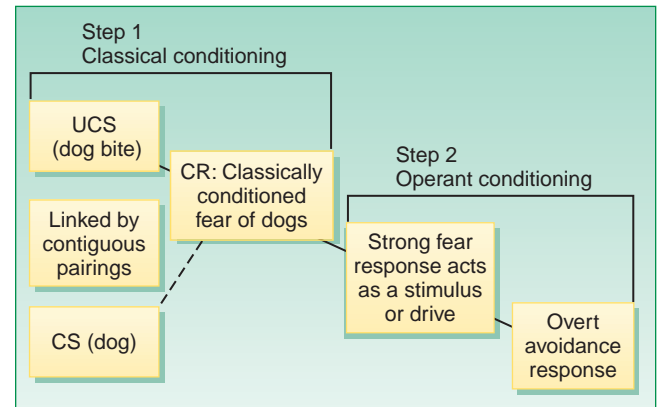 Step 1
Classical conditioning
UCS
(dog bite)
CR: Classically
conditioned
fear of dogs
Linked by
contiguous
pairings
CS (dog)
Step 2
Operant conditioning
Strong fear
response acts
as a stimulus
or drive
Overt
avoidance
response